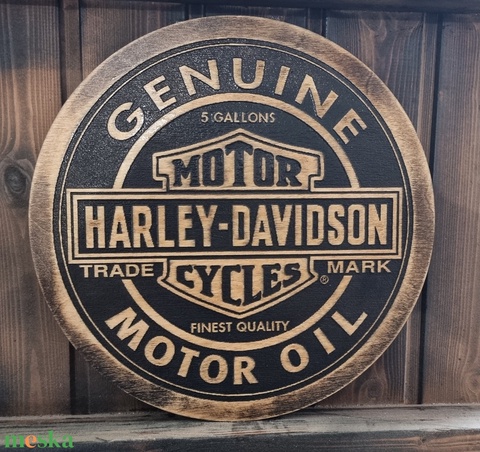 GENUINE
5 GALLONS
MOTOR
HARLEY-DAVIDSON
TRADE MARK
CYCLES ®
FINEST QUALITY
MOTOR OIL
meska